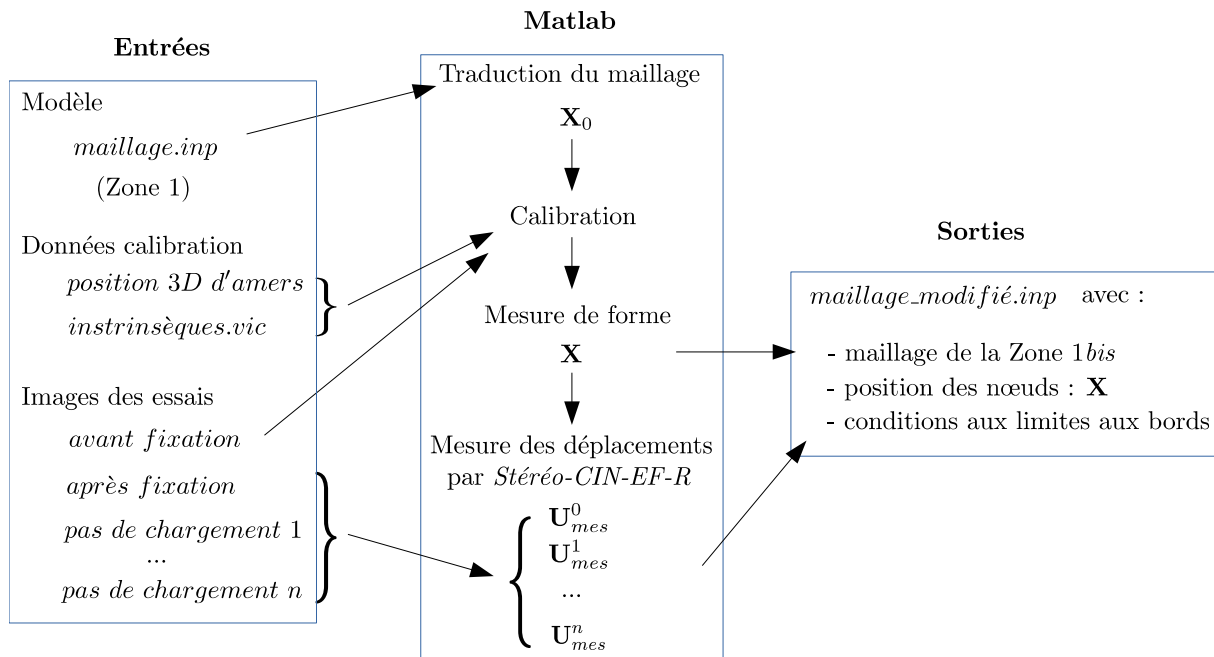 Entrées
Modèle
maillage.inp
(Zone 1)
Données calibration
position 3D d'amers
instrinsèques.vic
Images des essais
avant fixation
après fixation
pas de chargement 1
...
pas de chargement n
Matlab
Traduction du maillage
X₀
Calibration
Mesure de forme
X
Mesure des déplacements
par Stéréo-CIN-EF-R
U⁰ₘₑₛ
U¹ₘₑₛ
...
Uⁿₘₑₛ
Sorties
maillage_modifié.inp avec :
- maillage de la Zone 1bis
- position des nœuds : X
- conditions aux limites aux bords